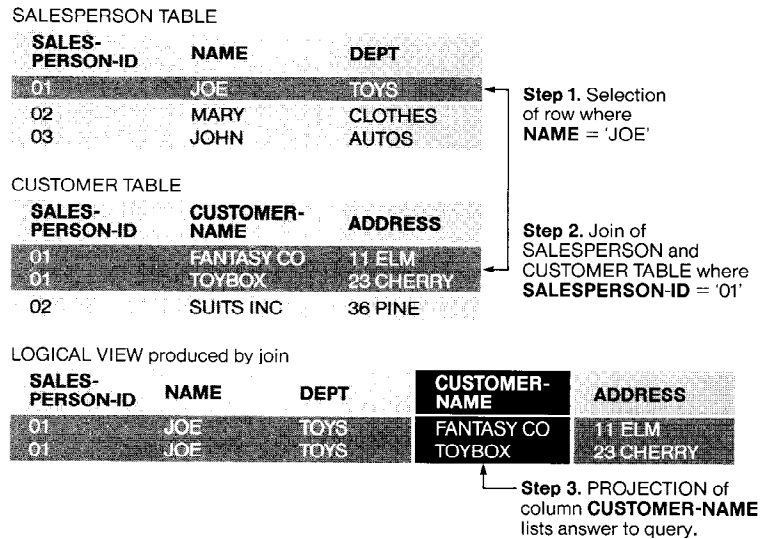 SALESPERSON TABLE
SALES-
PERSON-ID NAME DEPT
01 JOE TOYS
02 MARY CLOTHES
03 JOHN AUTOS
Step 1. Selection
of row where
NAME = 'JOE'
CUSTOMER TABLE
SALES- CUSTOMER-
PERSON-ID NAME ADDRESS
01 FANTASY CO 11 ELM
01 TOYBOX 23 CHERRY
02 SUITS INC 36 PINE
Step 2. Join of
SALESPERSON and
CUSTOMER TABLE where
SALESPERSON-ID = '01'
LOGICAL VIEW produced by join
SALES- CUSTOMER-
PERSON-ID NAME DEPT NAME ADDRESS
01 JOE TOYS FANTASY CO 11 ELM
01 JOE TOYS TOYBOX 23 CHERRY
Step 3. PROJECTION of
column CUSTOMER-NAME
lists answer to query.